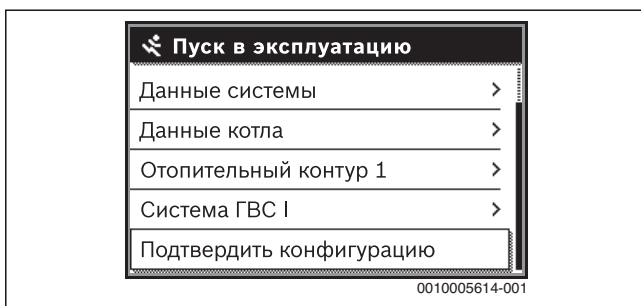 Пуск в эксплуатацию
Данные системы
Данные котла
Отопительный контур 1
Система ГВС I
Подтвердить конфигурацию
0010005614-001